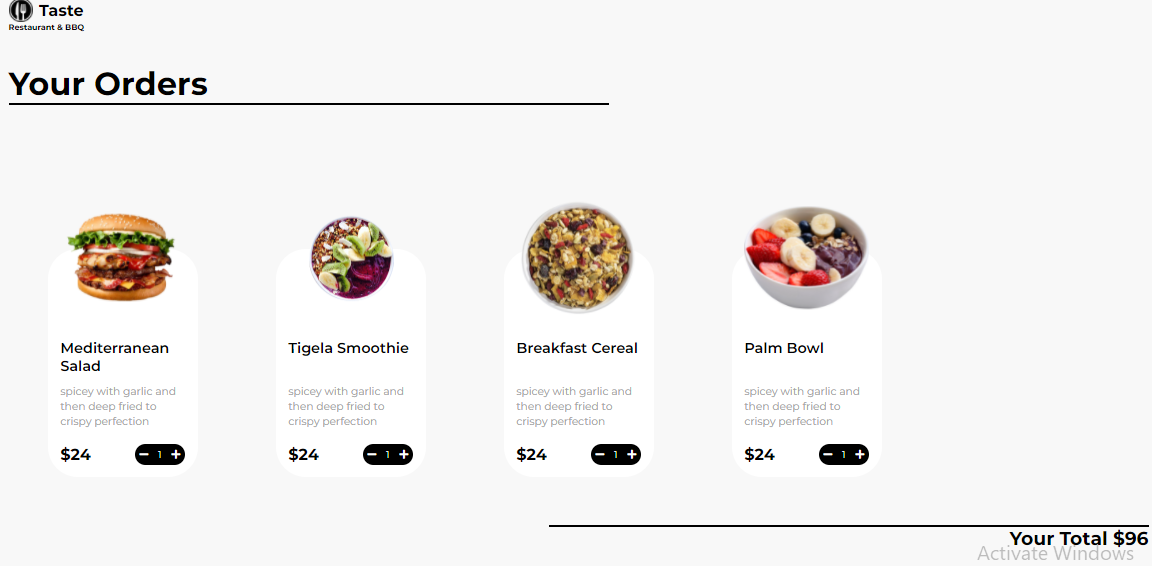 Taste
Restaurant & BBQ
Your Orders
Mediterranean
Salad
spicey with garlic and
then deep fried to
crispy perfection
$24
1
Tigela Smoothie
spicey with garlic and
then deep fried to
crispy perfection
$24
1
Breakfast Cereal
spicey with garlic and
then deep fried to
crispy perfection
$24
1
Palm Bowl
spicey with garlic and
then deep fried to
crispy perfection
$24
1
Your Total $96
Activate Windows